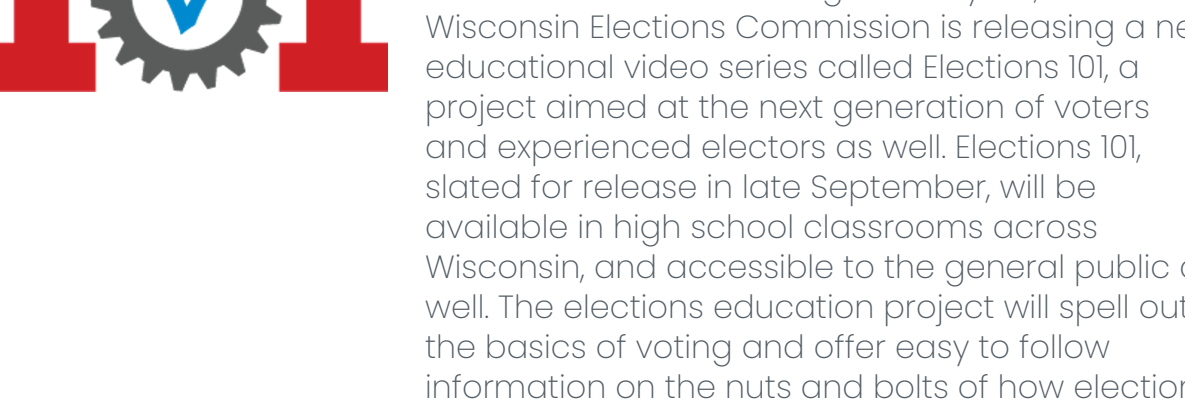 Wisconsin Elections Commission is releasing a
educational video series called Elections 101, a
project aimed at the next generation of voters
and experienced electors as well. Elections 101,
slated for release in late September, will be
available in high school classrooms across
Wisconsin, and accessible to the general public
well. The elections education project will spell out
the basics of voting and offer easy to follow
information on the nuts and bolts of how